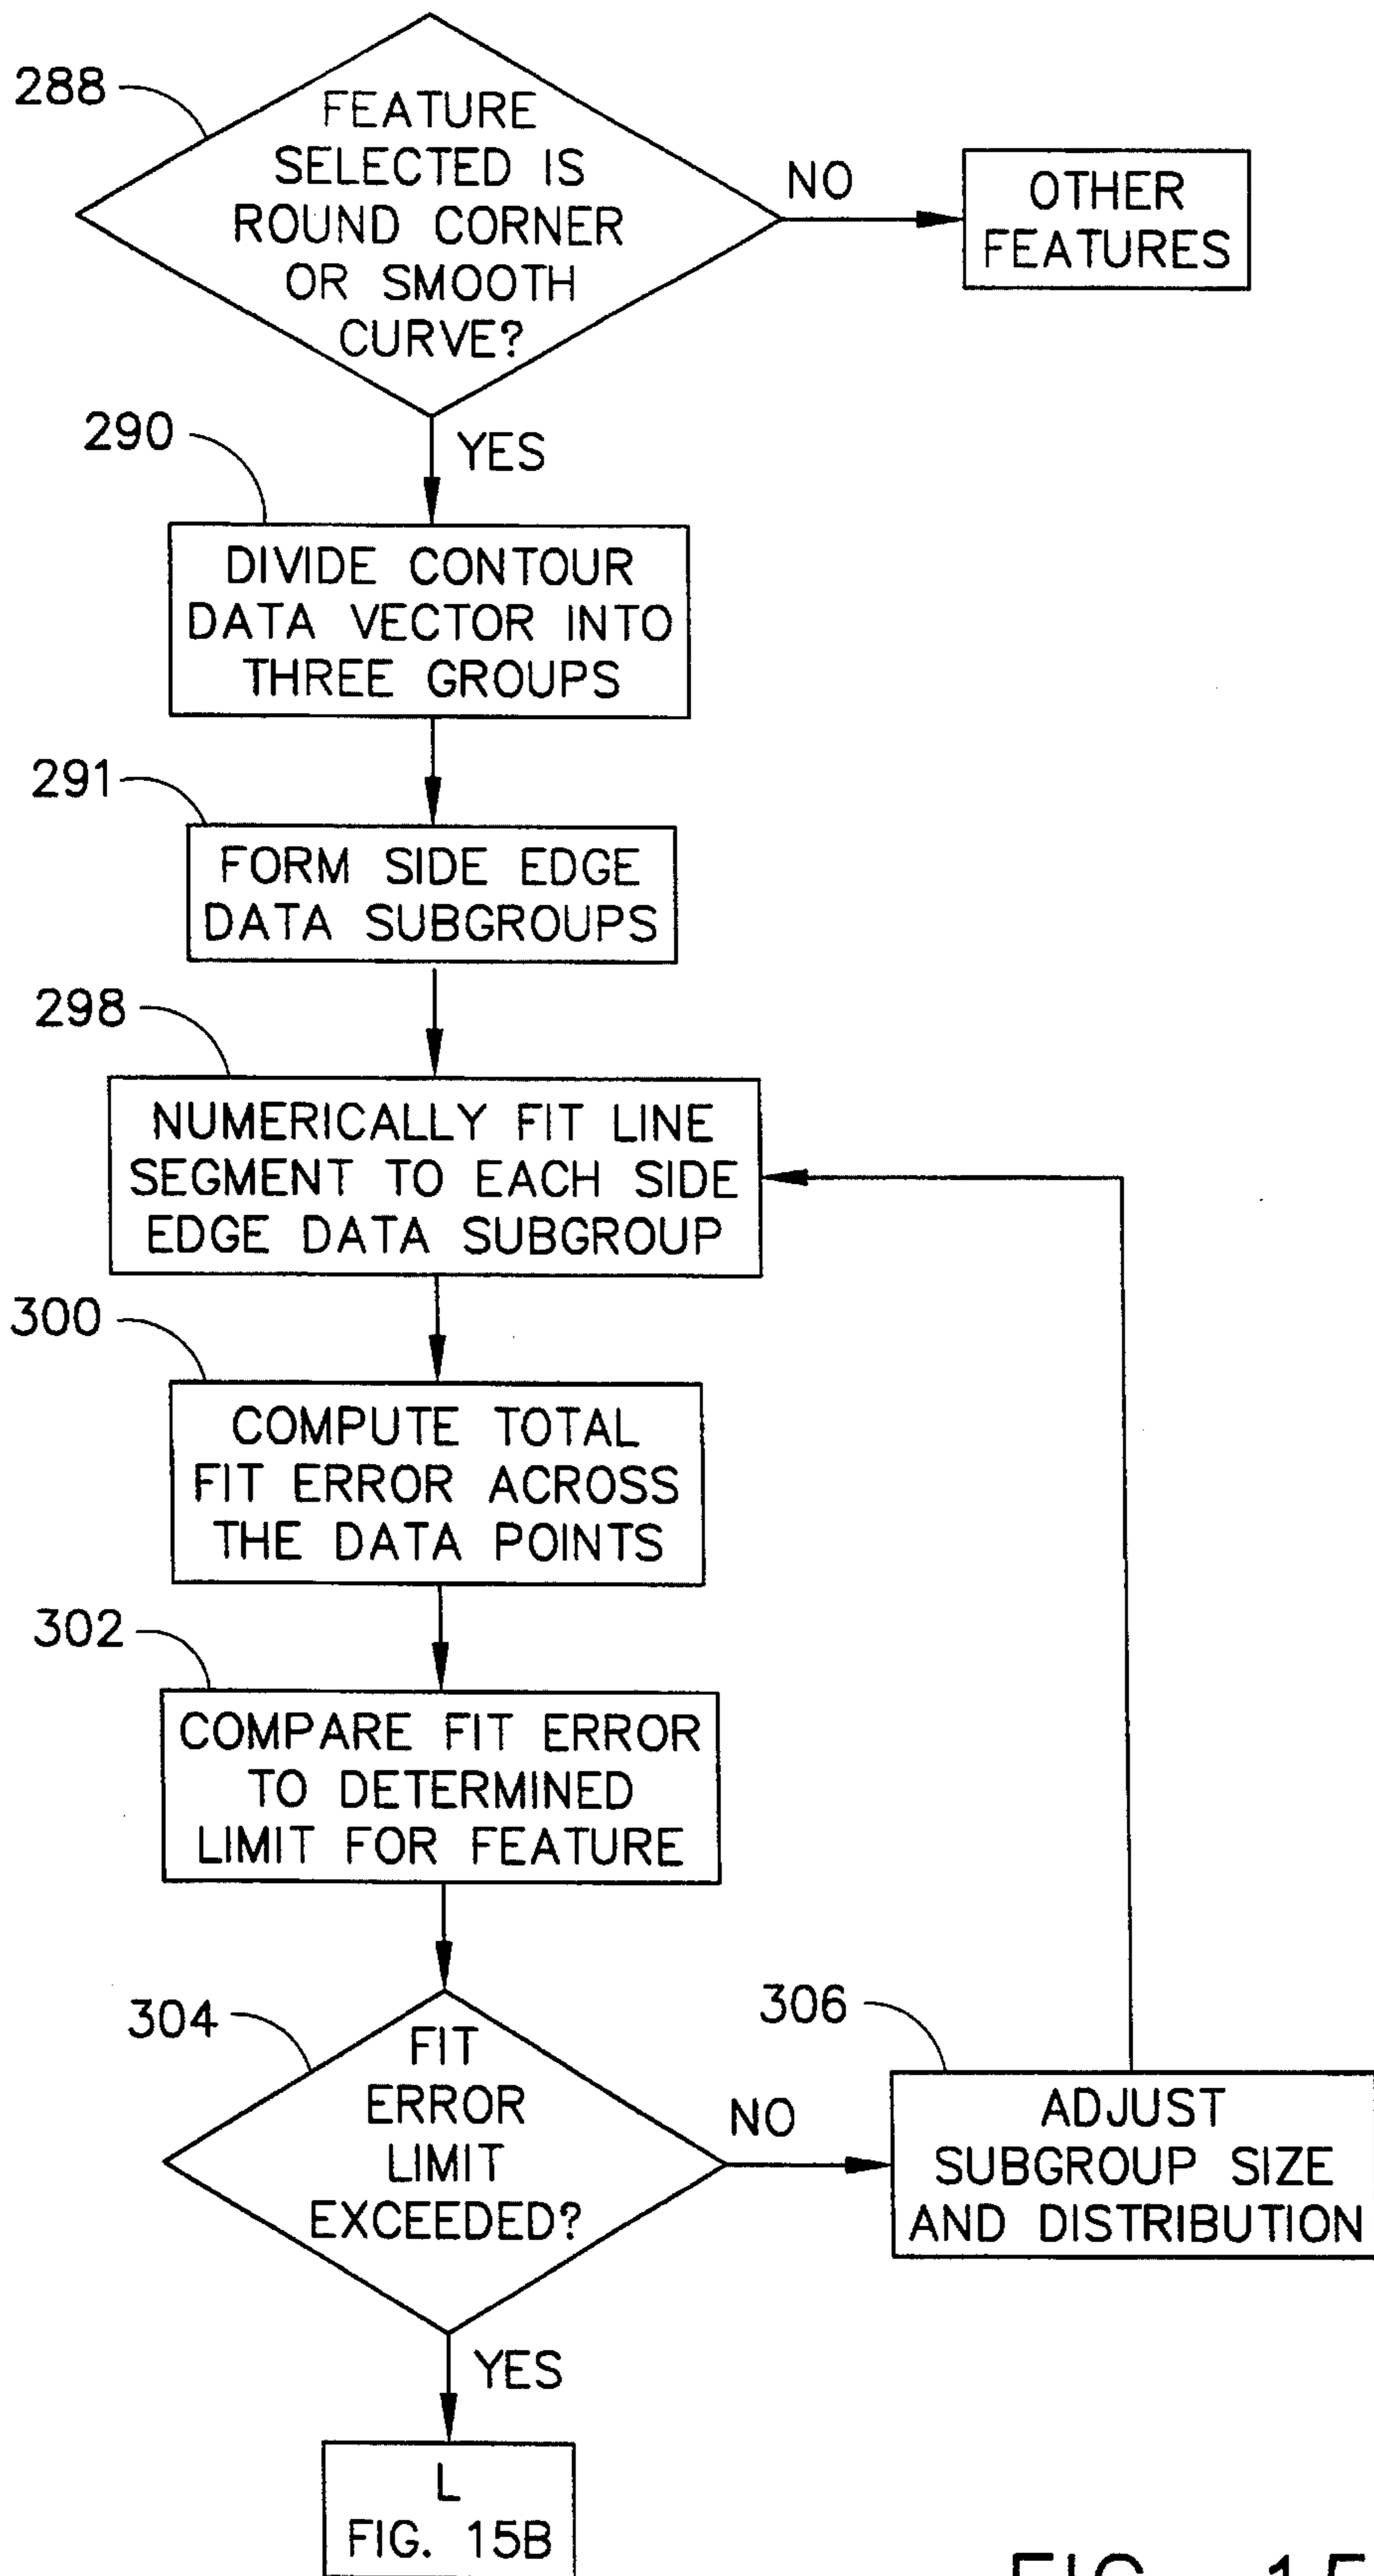 288
FEATURE
SELECTED IS
ROUND CORNER
OR SMOOTH
CURVE?
NO
OTHER
FEATURES
YES
290
DIVIDE CONTOUR
DATA VECTOR INTO
THREE GROUPS
291
FORM SIDE EDGE
DATA SUBGROUPS
298
NUMERICALLY FIT LINE
SEGMENT TO EACH SIDE
EDGE DATA SUBGROUP
300
COMPUTE TOTAL
FIT ERROR ACROSS
THE DATA POINTS
302
COMPARE FIT ERROR
TO DETERMINED
LIMIT FOR FEATURE
304
FIT
ERROR
LIMIT
EXCEEDED?
NO
306
ADJUST
SUBGROUP SIZE
AND DISTRIBUTION
YES
L
FIG. 15B